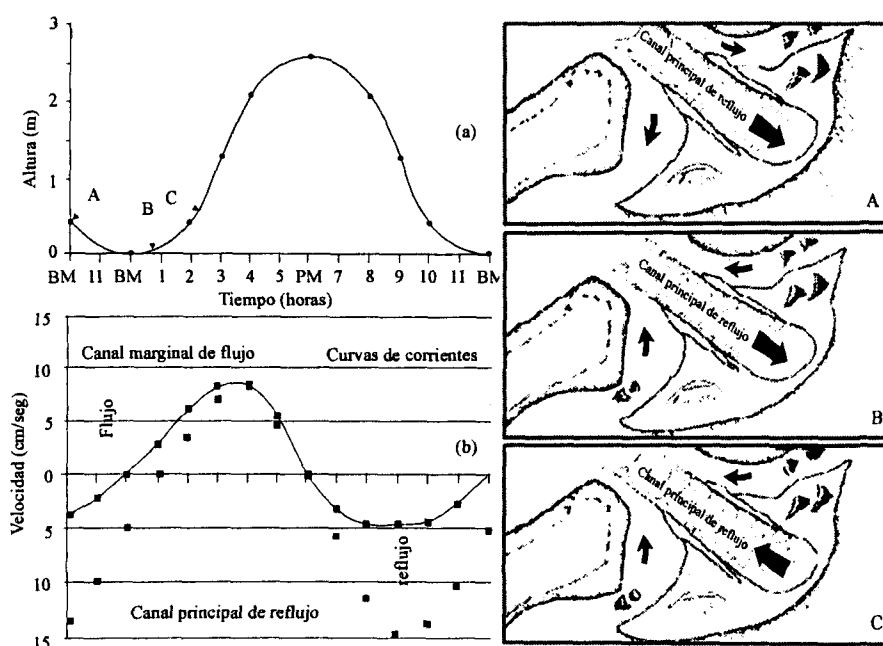 3
2
1
0
Altura (m)
A
B
C
(a)
BM 11 BM 1 2 3 4 5 PM 7 8 9 10 11 BM
Tiempo (horas)
15
10
5
0
5
10
15
Velocidad (cm/seg)
Canal marginal de flujo
Curvas de corrientes
Flujo
(b)
reflujo
Canal principal de reflujo
Canal principal de reflujo
A
Canal principal de reflujo
B
Canal principal de reflujo
C